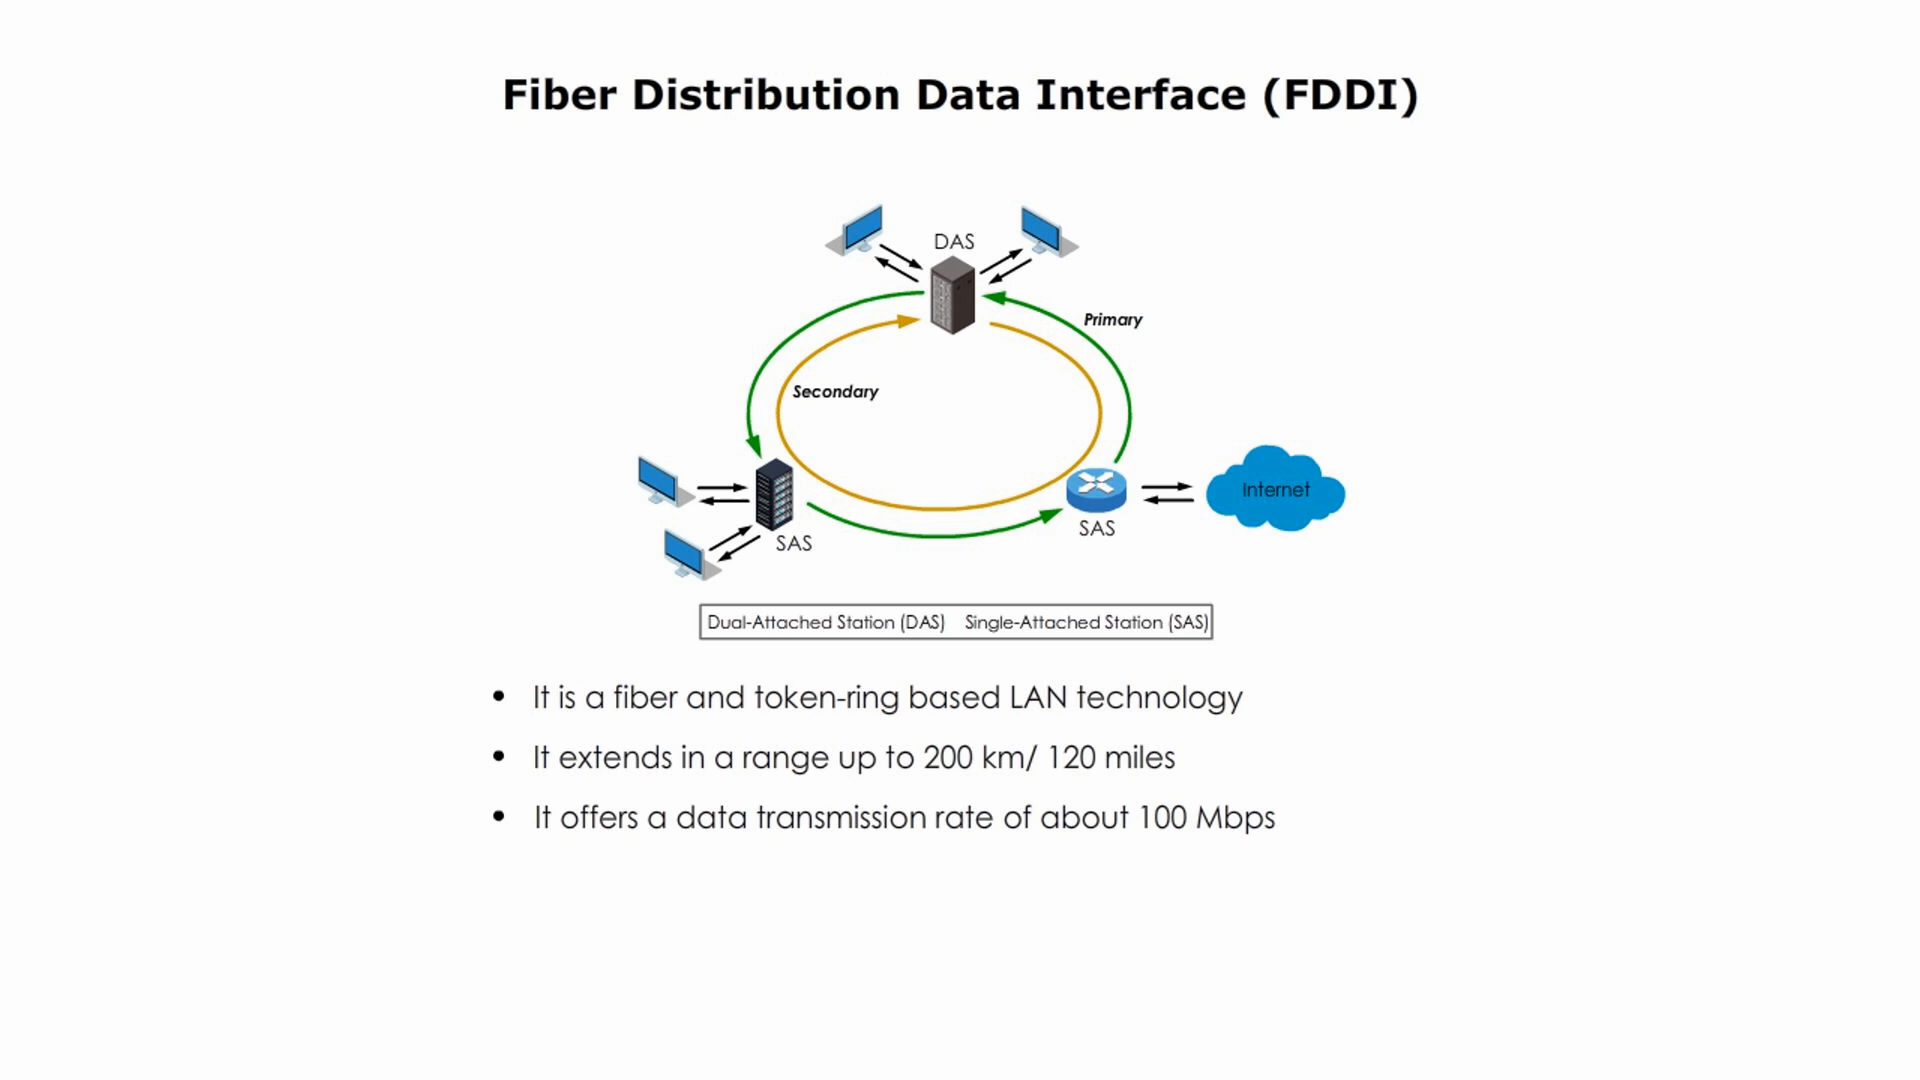 Fiber Distribution Data Interface (FDDI)
DAS
Primary
Secondary
Internet
SAS
SAS
Dual-Attached Station (DAS) Single-Attached Station (SAS)
• It is a fiber and token-ring based LAN technology
• It extends in a range up to 200 km/ 120 miles
• It offers a data transmission rate of about 100 Mbps